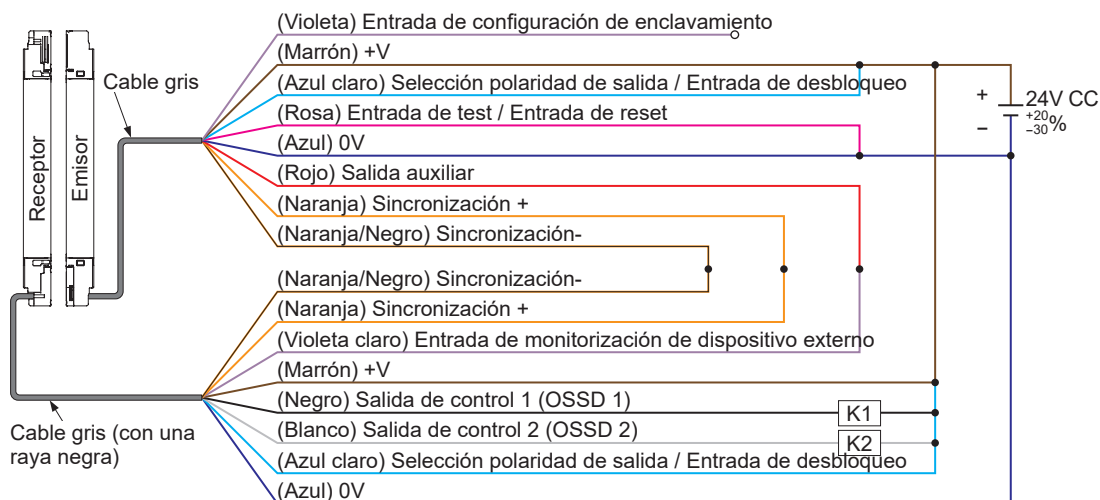 (Violeta) Entrada de configuración de enclavamiento
(Marrón) +V
(Azul claro) Selección polaridad de salida / Entrada de desbloqueo
(Rosa) Entrada de test / Entrada de reset
(Azul) 0V
(Rojo) Salida auxiliar
(Naranja) Sincronización +
(Naranja/Negro) Sincronización-
(Naranja/Negro) Sincronización-
(Naranja) Sincronización +
(Violeta claro) Entrada de monitorización de dispositivo externo
(Marrón) +V
(Negro) Salida de control 1 (OSSD 1)
(Blanco) Salida de control 2 (OSSD 2)
(Azul claro) Selección polaridad de salida / Entrada de desbloqueo
(Azul) 0V
Cable gris
Receptor
Emisor
Cable gris (con una
raya negra)
K1
K2
+
−
24V CC
+20
−30 %